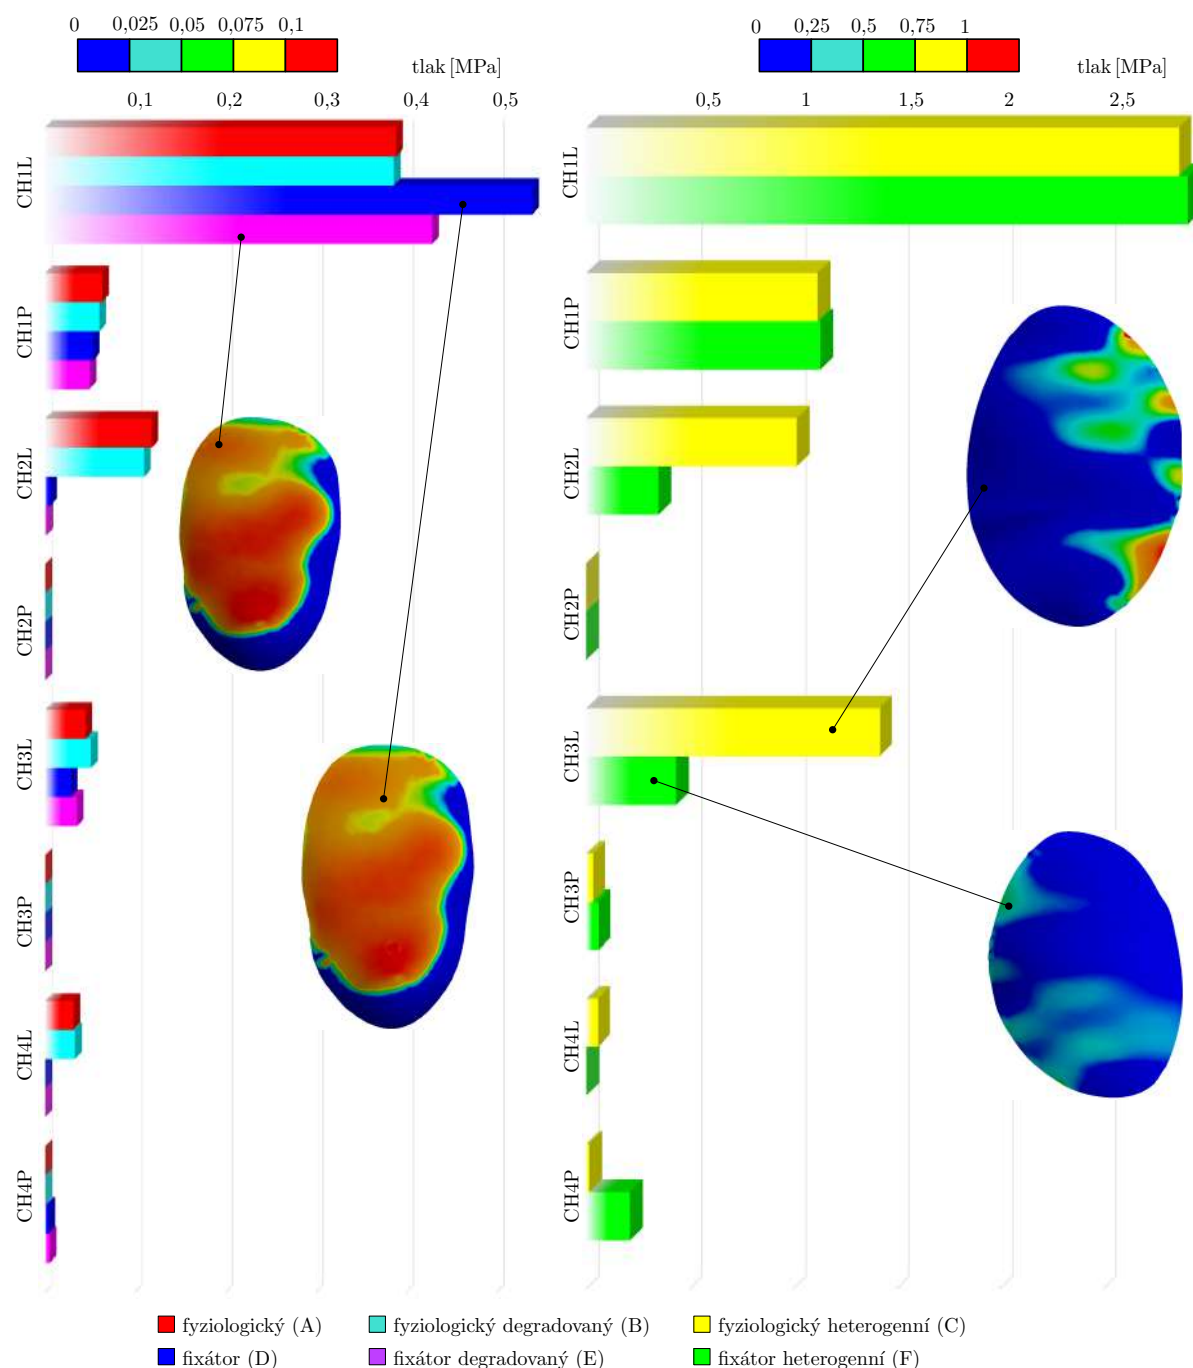 0 0,025 0,05 0,075 0,1
tlak [MPa]
0,1 0,2 0,3 0,4 0,5
CH1L
CH1P
CH2L
CH2P
CH3L
CH3P
CH4L
CH4P
0 0,25 0,5 0,75 1
tlak [MPa]
0,5 1 1,5 2 2,5
CH1L
CH1P
CH2L
CH2P
CH3L
CH3P
CH4L
CH4P
fyziologický (A) fyziologický degradovaný (B) fyziologický heterogenní (C)
fixátor (D) fixátor degradovaný (E) fixátor heterogenní (F)